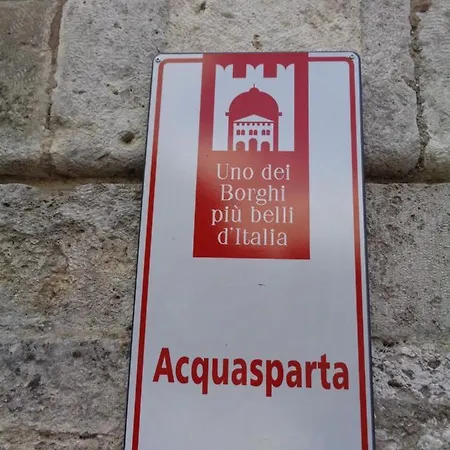 Uno dei
Borghi
più belli
d'Italia
Acquasparta